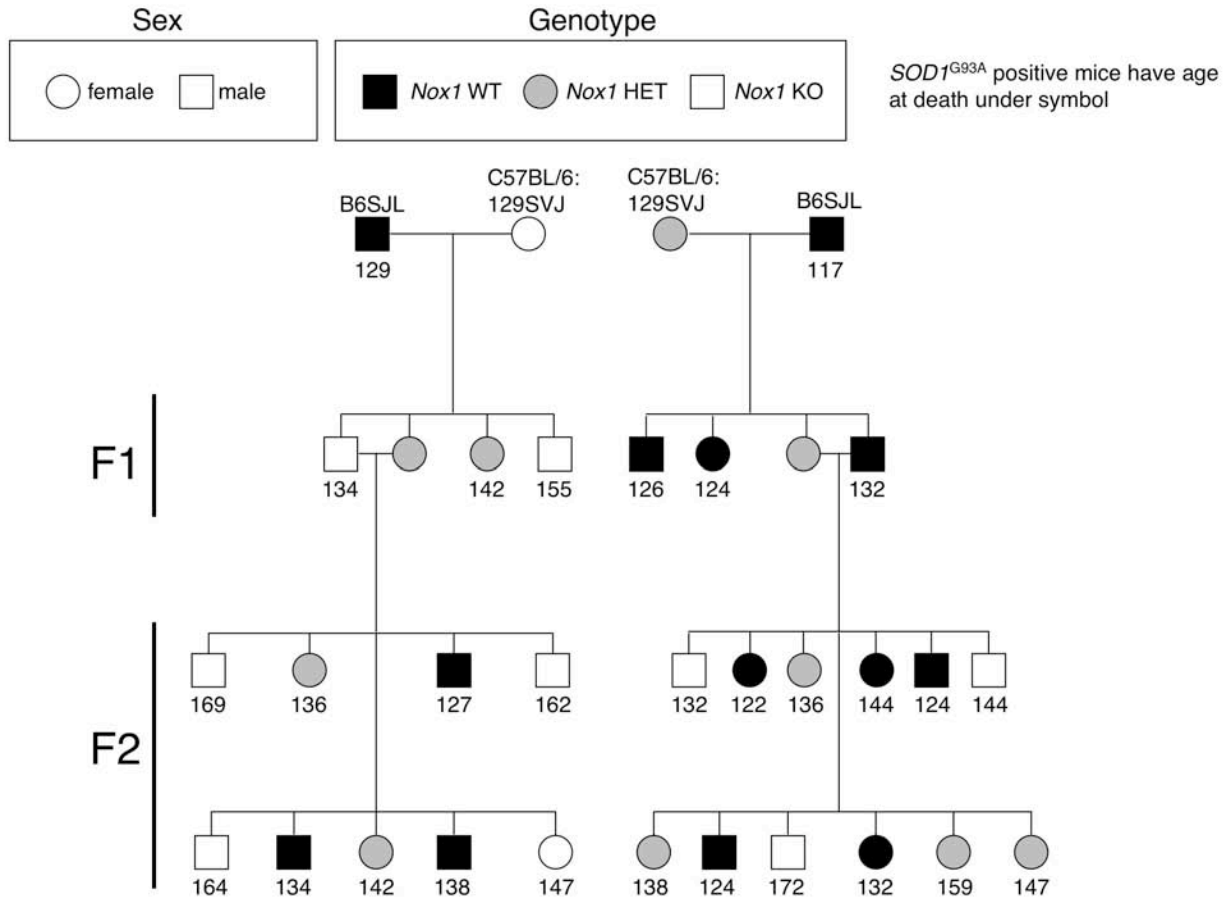 Sex
Genotype
female
male
Nox1 WT
Nox1 HET
Nox1 KO
SOD1G93A positive mice have age
at death under symbol
B6SJL
C57BL/6:
129SVJ
C57BL/6:
129SVJ
B6SJL
129
117
F1
134
142
155
126
124
132
F2
169
136
127
162
132
122
136
144
124
144
164
134
142
138
147
138
124
172
132
159
147